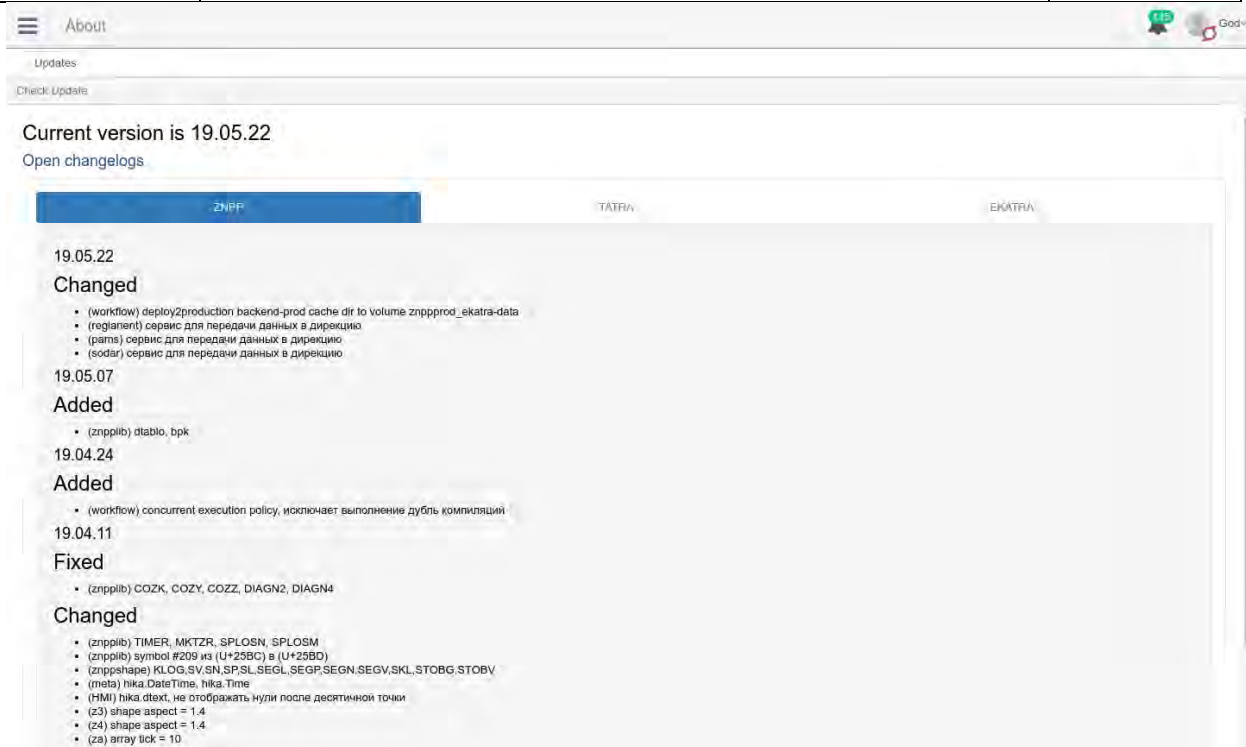 About
God
Updates
Check Update
Current version is 19.05.22
Open changelogs
ZNPP TATRA EKATRA
19.05.22
Changed
(workflow) deploy2production backend-prod cache dir to volume znppprod_ekatra-data
(reglanent) сервис для передачи данных в дирекцию
(pams) сервис для передачи данных в дирекцию
(sodar) сервис для передачи данных в дирекцию
19.05.07
Added
(znpplib) dtablo, bpk
19.04.24
Added
(workflow) concurrent execution policy, исключает выполнение дубль компиляций
19.04.11
Fixed
(znpplib) COZK, COZY, COZZ, DIAGN2, DIAGN4
Changed
(znpplib) TIMER, MKTZR, SPLOSN, SPLOSM
(znpplib) symbol #209 из (U+25BC) в (U+25BD)
(znppshape) KLOG,SV,SN,SP,SL,SEGL,SEGP,SEGN,SEGV,SKL,STOBG,STOBV
(meta) hika.DateTime, hika.Time
(HMI) hika.dtext, не отображать нули после десятичной точки
(z3) shape aspect = 1.4
(z4) shape aspect = 1.4
(za) array tick = 10